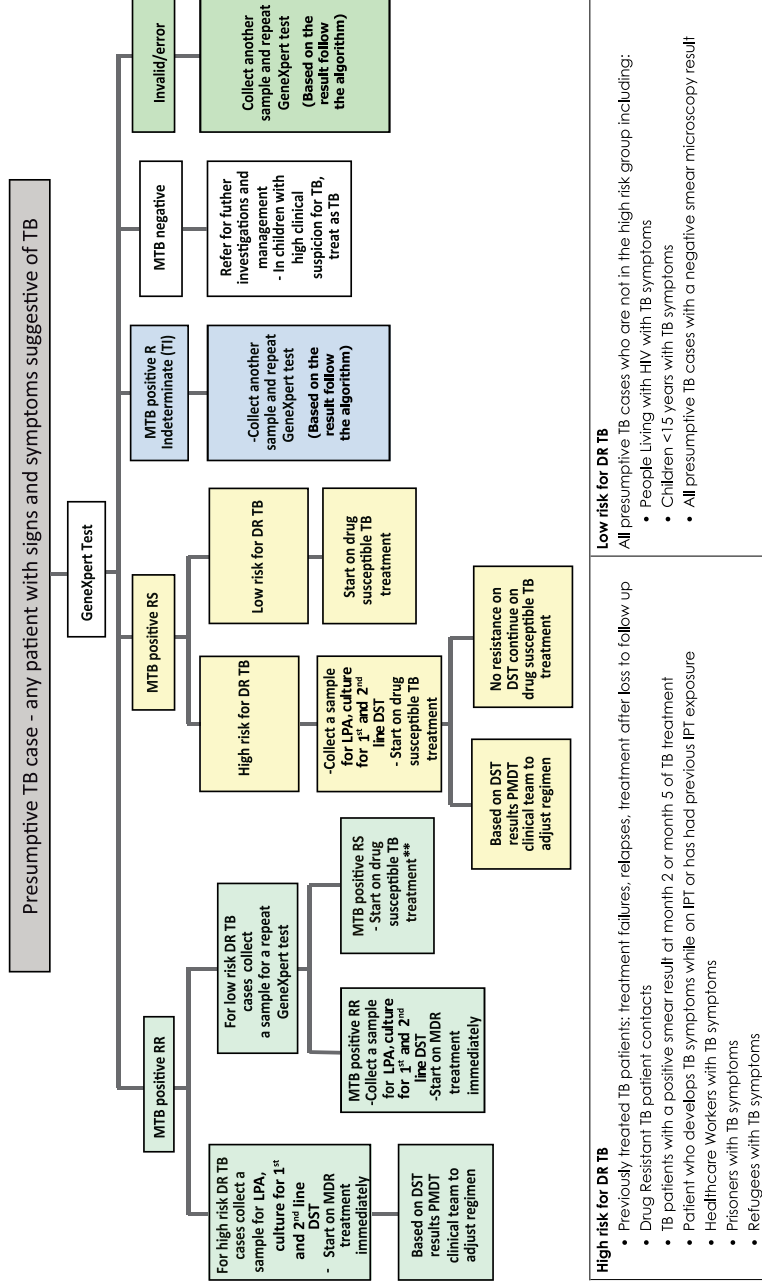 Presumptive TB case - any patient with signs and symptoms suggestive of TB
GeneXpert Test
MTB positive RR
For high risk DR TB
cases collect a
sample for LPA,
culture for 1st
and 2nd line
DST
- Start on MDR
treatment
immediately
Based on DST
results PMDT
clinical team to
adjust regimen
For low risk DR TB
cases collect
a sample for a repeat
GeneXpert test
MTB positive RR
-Collect a sample
for LPA, culture
for 1st and 2nd
line DST
-Start on MDR
treatment
immediately
MTB positive RS
- Start on drug
susceptible TB
treatment**
MTB positive RS
High risk for DR TB
-Collect a sample
for LPA, culture
for 1st and 2nd
line DST
- Start on drug
susceptible TB
treatment
Based on DST
results PMDT
clinical team to
adjust regimen
No resistance on
DST continue on
drug susceptible TB
treatment
Low risk for DR TB
Start on drug
susceptible TB
treatment
MTB positive R
Indeterminate (TI)
-Collect another
sample and repeat
GeneXpert test
(Based on the
result follow
the algorithm)
MTB negative
Refer for futher
investigations and
management
- In children with
high clinical
suspicion for TB,
treat as TB
Invalid/error
Collect another
sample and repeat
GeneXpert test
(Based on the
result follow
the algorithm)
High risk for DR TB
• Previously treated TB patients: treatment failures, relapses, treatment after loss to follow up
• Drug Resistant TB patient contacts
• TB patients with a positive smear result at month 2 or month 5 of TB treatment
• Patient who develops TB symptoms while on IPT or has had previous IPT exposure
• Healthcare Workers with TB symptoms
• Prisoners with TB symptoms
• Refugees with TB symptoms
Low risk for DR TB
All presumptive TB cases who are not in the high risk group including:
• People Living with HIV with TB symptoms
• Children <15 years with TB symptoms
• All presumptive TB cases with a negative smear microscopy result